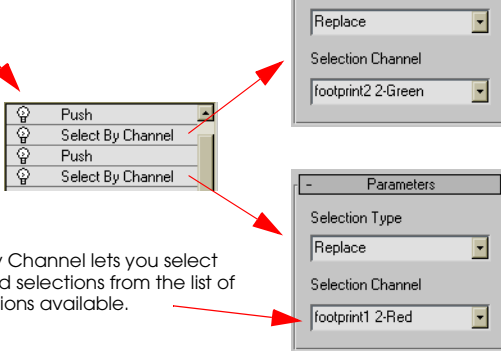 Replace
Selection Channel
footprint2 2-Green
Push
Select By Channel
Push
Select By Channel
- Parameters
Selection Type
Replace
Selection Channel
footprint1 2-Red
Channel lets you select
selections from the list of
available.